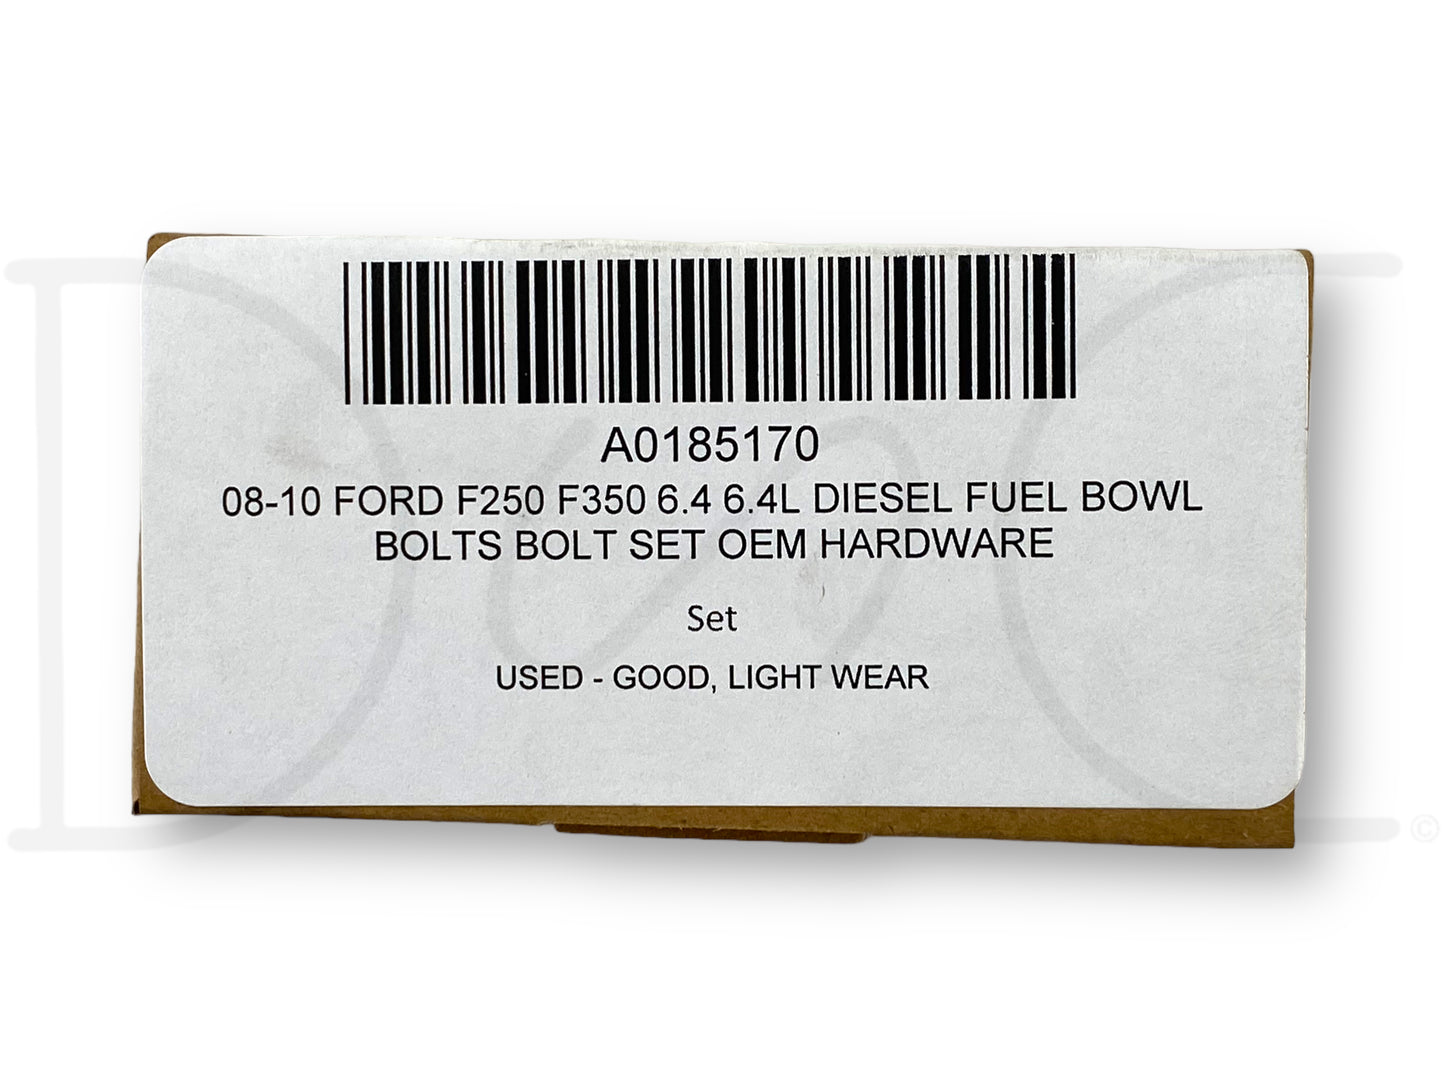 A0185170
08-10 FORD F250 F350 6.4 6.4L DIESEL FUEL BOWL
BOLTS BOLT SET OEM HARDWARE
Set
USED - GOOD, LIGHT WEAR
©